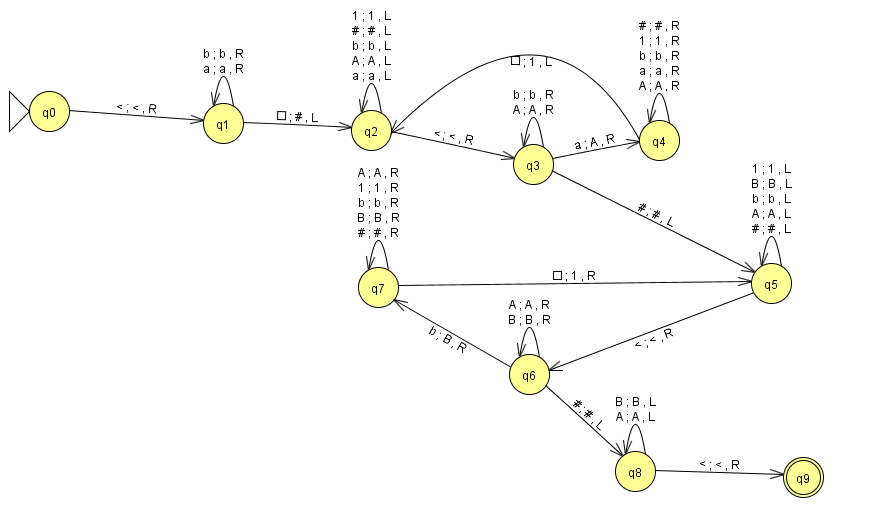 1 ; 1 , L
# ; # , L
b ; b , L
A ; A , L
a ; a , L
# ; # , R
1 ; 1 , R
b ; b , R
a ; a , R
A ; A , R
b ; b , R
a ; a , R
□ ; 1 , L
b ; b , R
A ; A , R
q0
< ; < , R
q1
□ ; # , L
q2
< ; < , R
q3
a ; A , R
q4
A ; A , R
1 ; 1 , R
b ; b , R
B ; B , R
# ; # , R
# ; # , L
1 ; 1 , L
B ; B , L
b ; b , L
A ; A , L
# ; # , L
q7
□ ; 1 , R
q5
A ; A , R
B ; B , R
b ; B , R
< ; < , R
q6
# ; # , L
B ; B , L
A ; A , L
q8
< ; < , R
q9